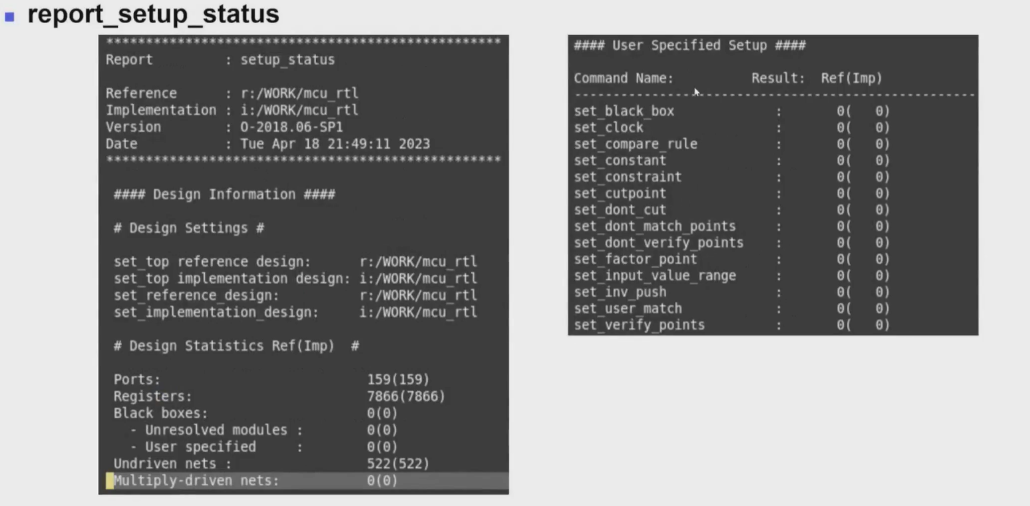 report_setup_status
**************************************************
Report         : setup_status
Reference      : r:/WORK/mcu_rtl
Implementation : i:/WORK/mcu_rtl
Version        : O-2018.06-SP1
Date           : Tue Apr 18 21:49:11 2023
**************************************************
#### Design Information ####
# Design Settings #
set_top reference design:      r:/WORK/mcu_rtl
set_top implementation design: i:/WORK/mcu_rtl
set_reference_design:          r:/WORK/mcu_rtl
set_implementation_design:     i:/WORK/mcu_rtl
# Design Statistics Ref(Imp)  #
Ports:                          159(159)
Registers:                      7866(7866)
Black boxes:                    0(0)
  - Unresolved modules :        0(0)
  - User specified     :        0(0)
Undriven nets :                 522(522)
Multiply-driven nets:           0(0)
#### User Specified Setup ####
Command Name:          Result:  Ref(Imp)
--------------------------------------------------
set_black_box             :      0(   0)
set_clock                 :      0(   0)
set_compare_rule          :      0(   0)
set_constant              :      0(   0)
set_constraint            :      0(   0)
set_cutpoint              :      0(   0)
set_dont_cut              :      0(   0)
set_dont_match_points     :      0(   0)
set_dont_verify_points    :      0(   0)
set_factor_point          :      0(   0)
set_input_value_range     :      0(   0)
set_inv_push              :      0(   0)
set_user_match            :      0(   0)
set_verify_points         :      0(   0)